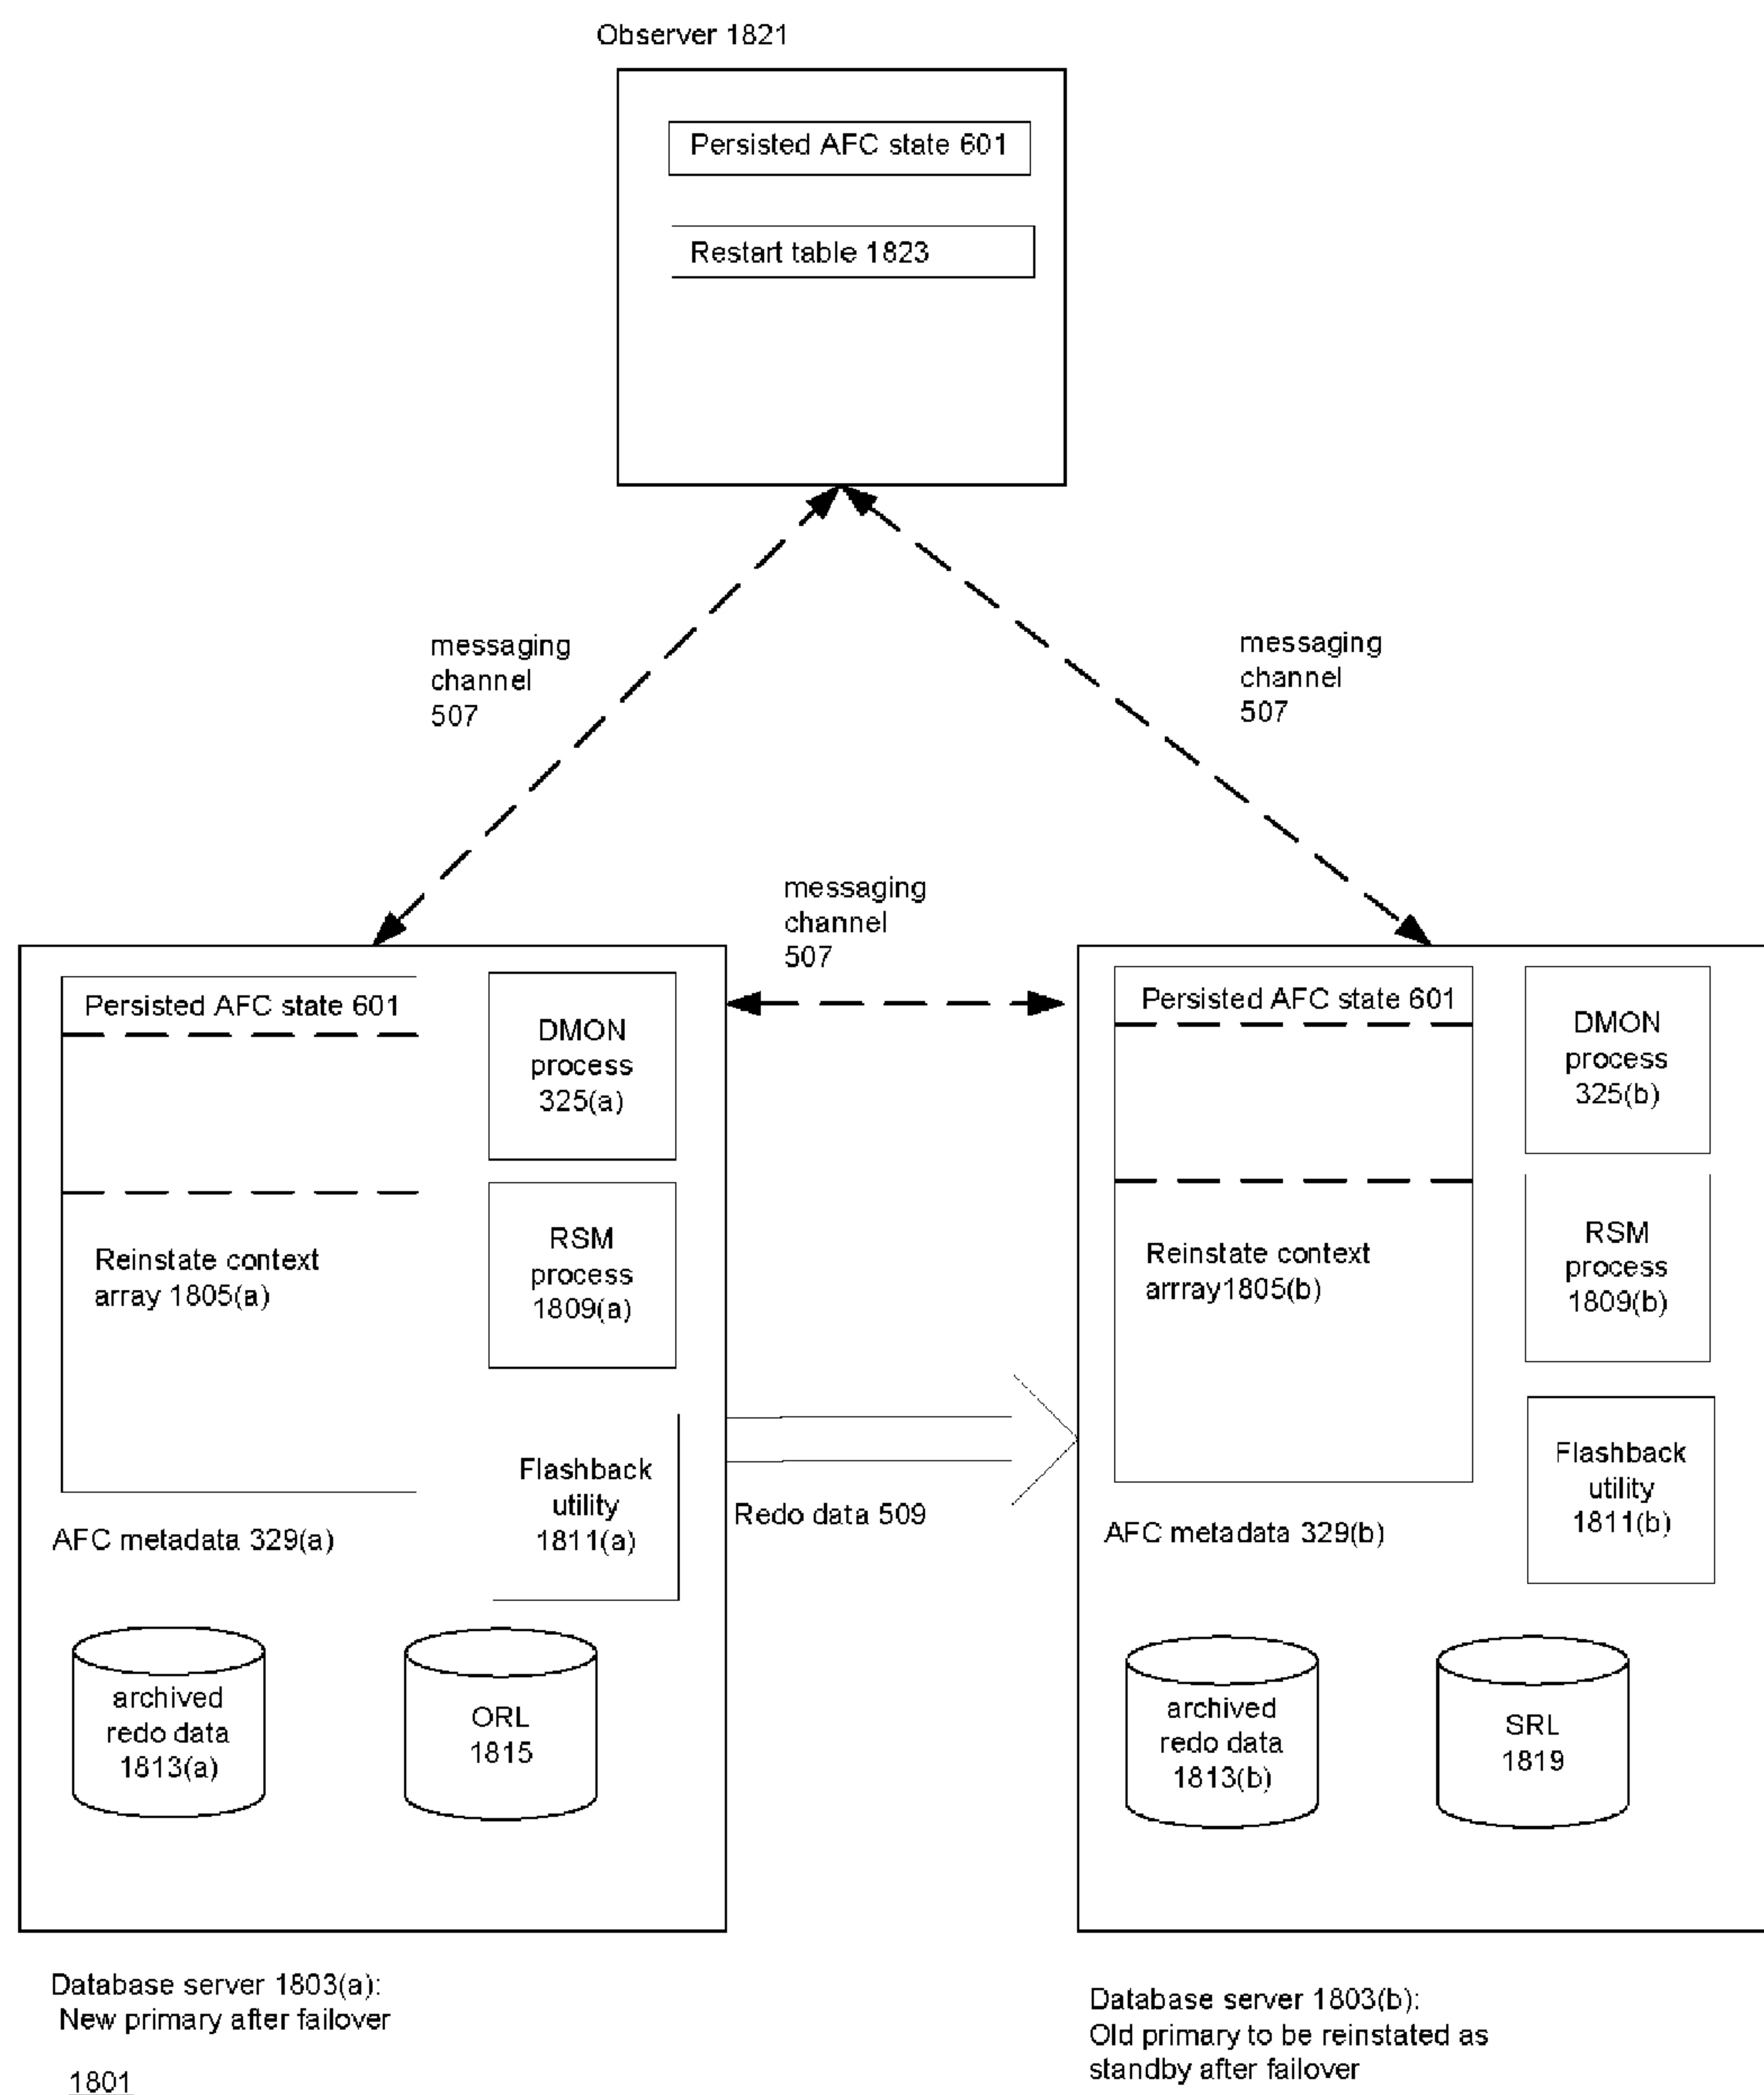 Observer 1821
Persisted AFC state 601
Restart table 1823
messaging
channel
507
messaging
channel
507
messaging
channel
507
Persisted AFC state 601
DMON
process
325(a)
Reinstate context
array 1805(a)
RSM
process
1809(a)
Flashback
utility
1811(a)
AFC metadata 329(a)
archived
redo data
1813(a)
ORL
1815
Redo data 509
Persisted AFC state 601
DMON
process
325(b)
Reinstate context
arrray1805(b)
RSM
process
1809(b)
Flashback
utility
1811(b)
AFC metadata 329(b)
archived
redo data
1813(b)
SRL
1819
Database server 1803(a):
New primary after failover
1801
Database server 1803(b):
Old primary to be reinstated as
standby after failover